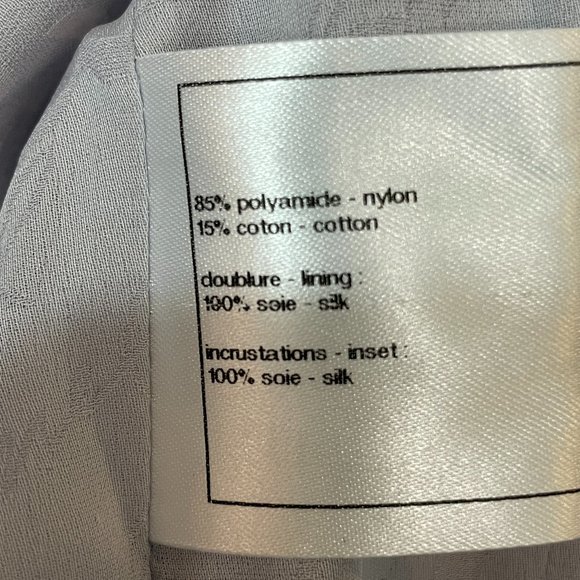 85% polyamide - nylon
15% coton - cotton
doublure - lining :
100% soie - silk
incrustations - inset :
100% soie - silk